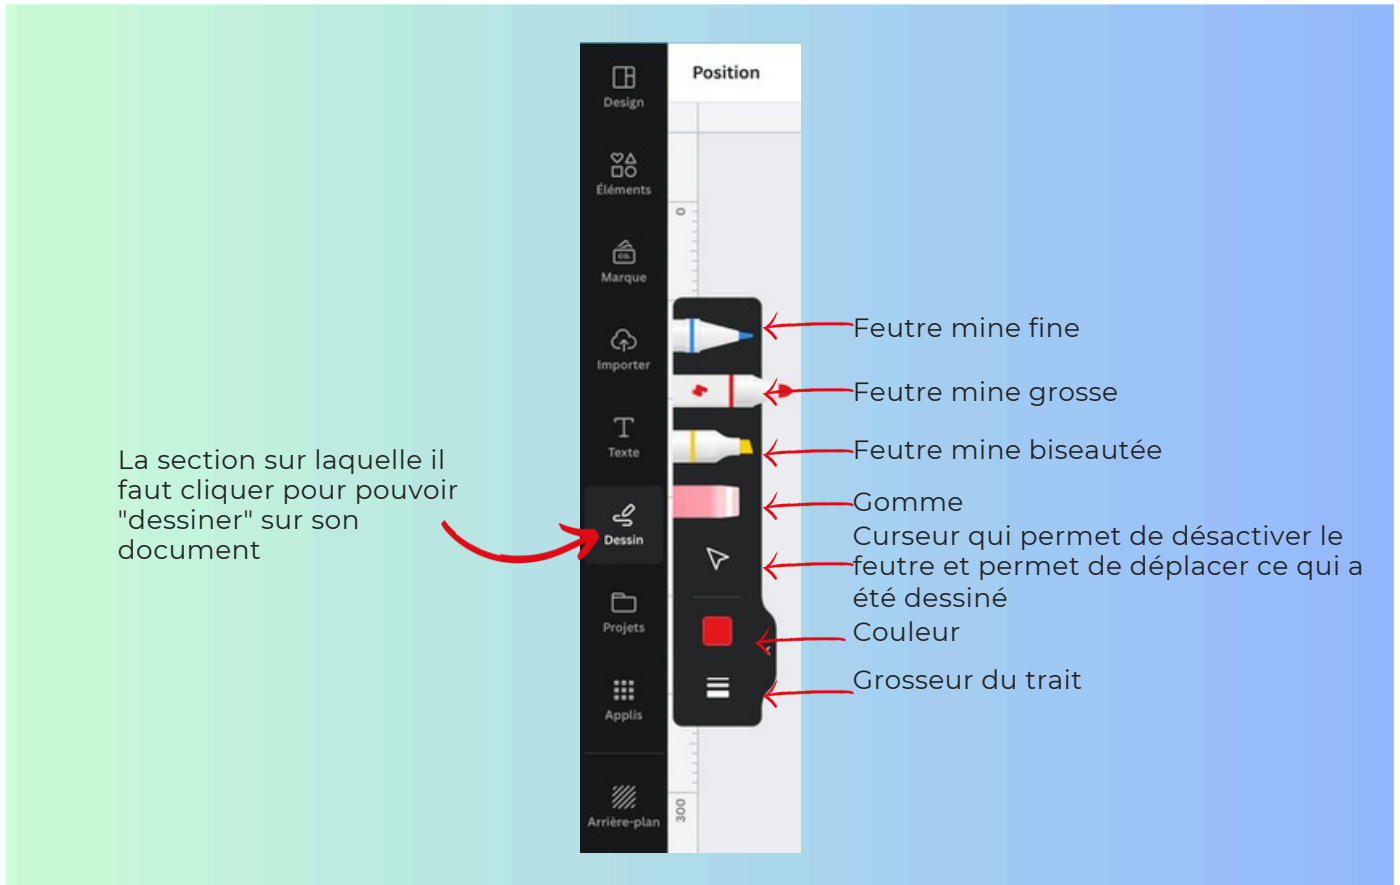 Position
Design
Éléments
Marque
CO.
Importer
Texte
Dessin
Projets
Applis
Arrière-plan
0
300
La section sur laquelle il
faut cliquer pour pouvoir
"dessiner" sur son
document
Feutre mine fine
Feutre mine grosse
Feutre mine biseautée
Gomme
Curseur qui permet de désactiver le
feutre et permet de déplacer ce qui a
été dessiné
Couleur
Grosseur du trait